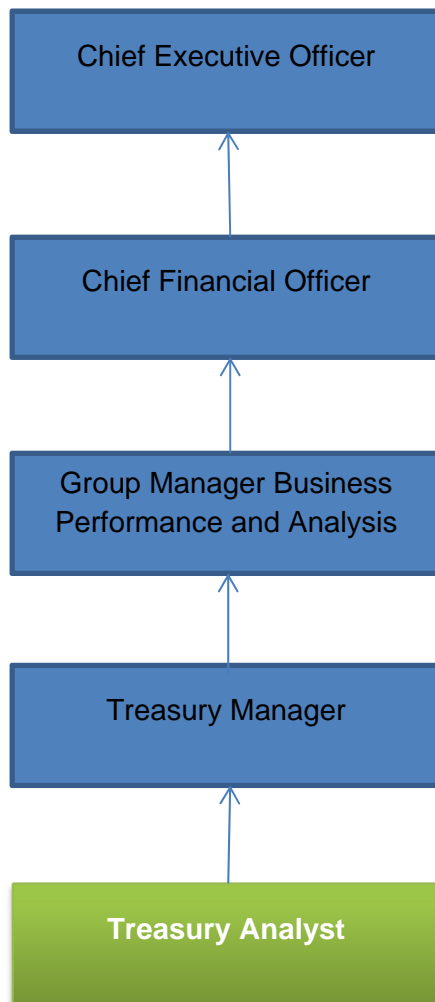 Chief Executive Officer
Chief Financial Officer
Group Manager Business
Performance and Analysis
Treasury Manager
Treasury Analyst